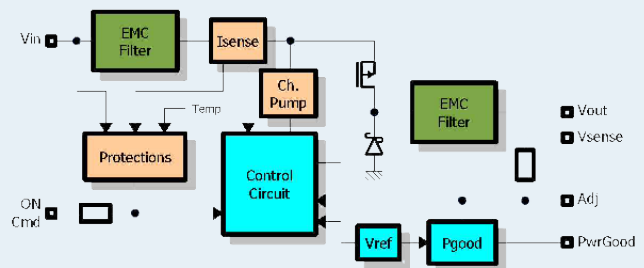 Vin
EMC
Filter
Isense
Ch.
Pump
EMC
Filter
Vout
Vsense
Temp
Protections
Control
Circuit
ON
Cmd
Adj
Vref
Pgood
PwrGood